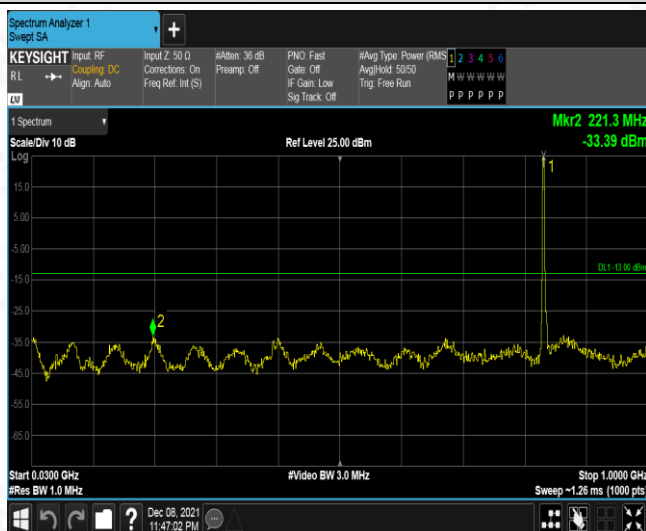 Spectrum Analyzer 1
Swept SA
+
KEYSIGHT Input: RF Input Z: 50 Ω #Atten: 36 dB PNO: Fast #Avg Type: Power (RMS 1 2 3 4 5 6
RL Coupling: DC Corrections: On Preamp: Off Gate: Off Avg|Hold: 50/50 M W W W W W
Align: Auto Freq Ref: Int (S) IF Gain: Low Trig: Free Run
Sig Track: Off P P P P P P
LXI
1 Spectrum Mkr2 221.3 MHz
Scale/Div 10 dB Ref Level 25.00 dBm -33.39 dBm
Log
1
15.0
5.00
-5.00
DL1 -13.00 dBm
-15.0
2
-25.0
-35.0
-45.0
-55.0
-65.0
Start 0.0300 GHz #Video BW 3.0 MHz Stop 1.0000 GHz
#Res BW 1.0 MHz Sweep ~1.26 ms (1000 pts)
? Dec 08, 2021
11:47:02 PM